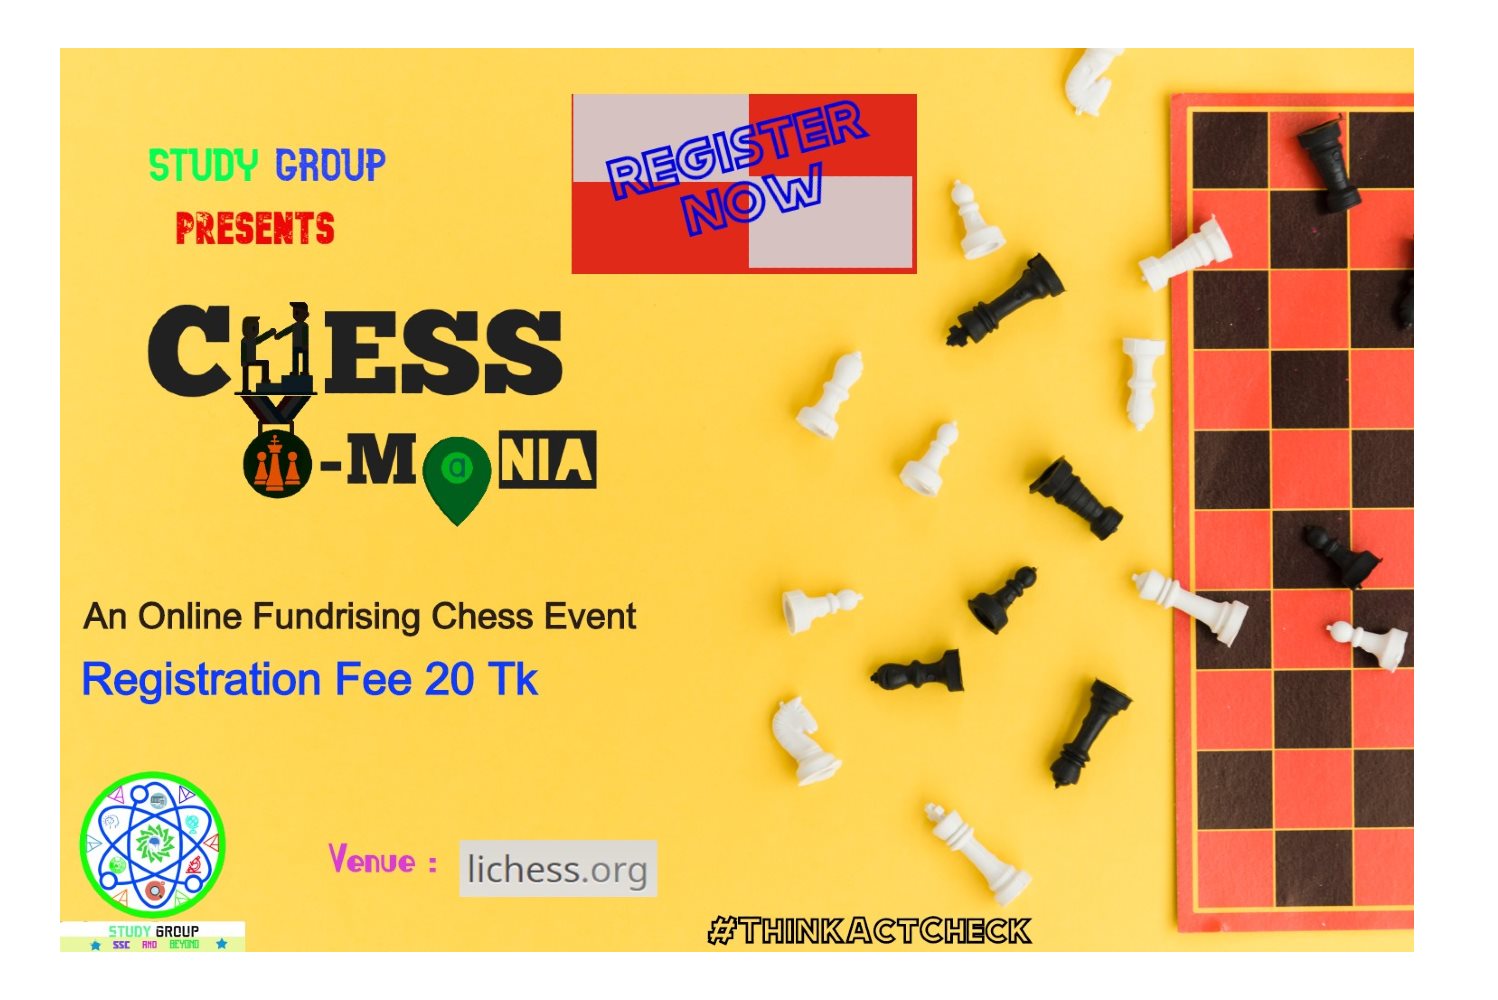 STUDY GROUP
PRESENTS
REGISTER
NOW
CHESS
-MaNIA
An Online Fundrising Chess Event
Registration Fee 20 Tk
Venue :
lichess.org
#THINKACTCHECK
STUDY GROUP
SSC AND BEYOND